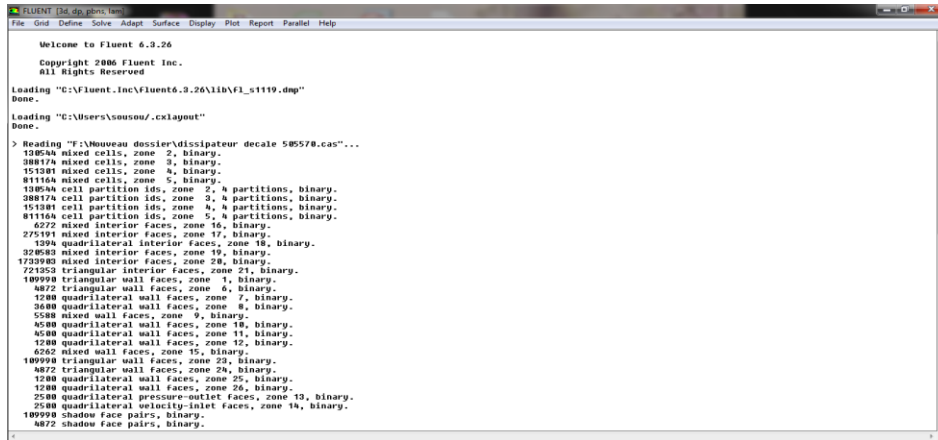 FLUENT [3d, dp, pbns, lam]
File Grid Define Solve Adapt Surface Display Plot Report Parallel Help
Welcome to Fluent 6.3.26
Copyright 2006 Fluent Inc.
All Rights Reserved
Loading "C:\Fluent.Inc\fluent6.3.26\lib\fl_s1119.dmp"
Done.
Loading "C:\Users\sousou/.cxlayout"
Done.
> Reading "F:\Nouveau dossier\dissipateur decale 505570.cas"...
130544 mixed cells, zone 2, binary.
388174 mixed cells, zone 3, binary.
151301 mixed cells, zone 4, binary.
811164 mixed cells, zone 5, binary.
130544 cell partition ids, zone 2, 4 partitions, binary.
388174 cell partition ids, zone 3, 4 partitions, binary.
151301 cell partition ids, zone 4, 4 partitions, binary.
811164 cell partition ids, zone 5, 4 partitions, binary.
6272 mixed interior faces, zone 16, binary.
275191 mixed interior faces, zone 17, binary.
1394 quadrilateral interior faces, zone 18, binary.
320583 mixed interior faces, zone 19, binary.
1733903 mixed interior faces, zone 20, binary.
721353 triangular interior faces, zone 21, binary.
109990 triangular wall faces, zone 1, binary.
4872 triangular wall faces, zone 6, binary.
1200 quadrilateral wall faces, zone 7, binary.
3600 quadrilateral wall faces, zone 8, binary.
5588 mixed wall faces, zone 9, binary.
4500 quadrilateral wall faces, zone 10, binary.
4500 quadrilateral wall faces, zone 11, binary.
1200 quadrilateral wall faces, zone 12, binary.
6262 mixed wall faces, zone 15, binary.
109990 triangular wall faces, zone 23, binary.
4872 triangular wall faces, zone 24, binary.
1200 quadrilateral wall faces, zone 25, binary.
1200 quadrilateral wall faces, zone 26, binary.
2500 quadrilateral pressure-outlet faces, zone 13, binary.
2500 quadrilateral velocity-inlet faces, zone 14, binary.
109990 shadow face pairs, binary.
4872 shadow face pairs, binary.